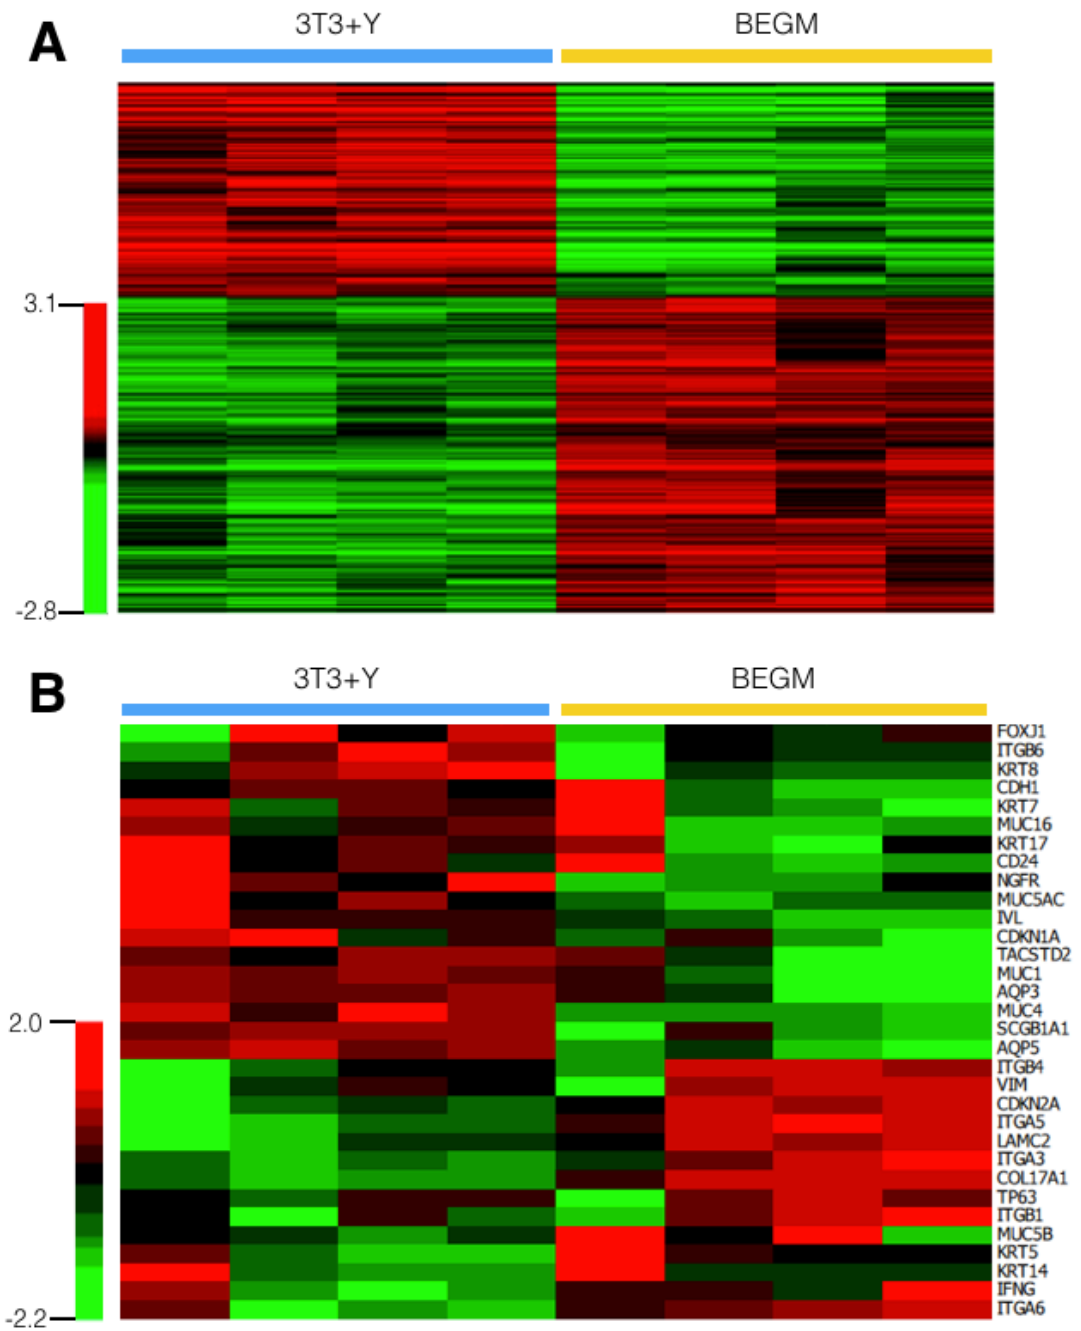 A
3T3+Y BEGM
3.1
-2.8
B
3T3+Y BEGM
FOXJ1
ITGB6
KRT8
CDH1
KRT7
MUC16
KRT17
CD24
NGFR
MUC5AC
IVL
CDKN1A
TACSTD2
MUC1
AQP3
MUC4
SCGB1A1
AQP5
ITGB4
VIM
CDKN2A
ITGA5
LAMC2
ITGA3
COL17A1
TP63
ITGB1
MUC5B
KRT5
KRT14
IFNG
ITGA6
2.0
-2.2